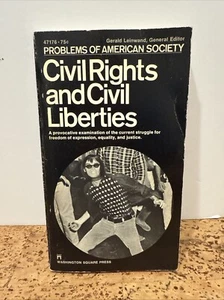 67176 • 75¢ Gerald Leinwand, General Editor
PROBLEMS OF AMERICAN SOCIETY
Civil Rights
and Civil
Liberties
A provocative examination of the current struggle for
freedom of expression, equality, and justice.
WASHINGTON SQUARE PRESS